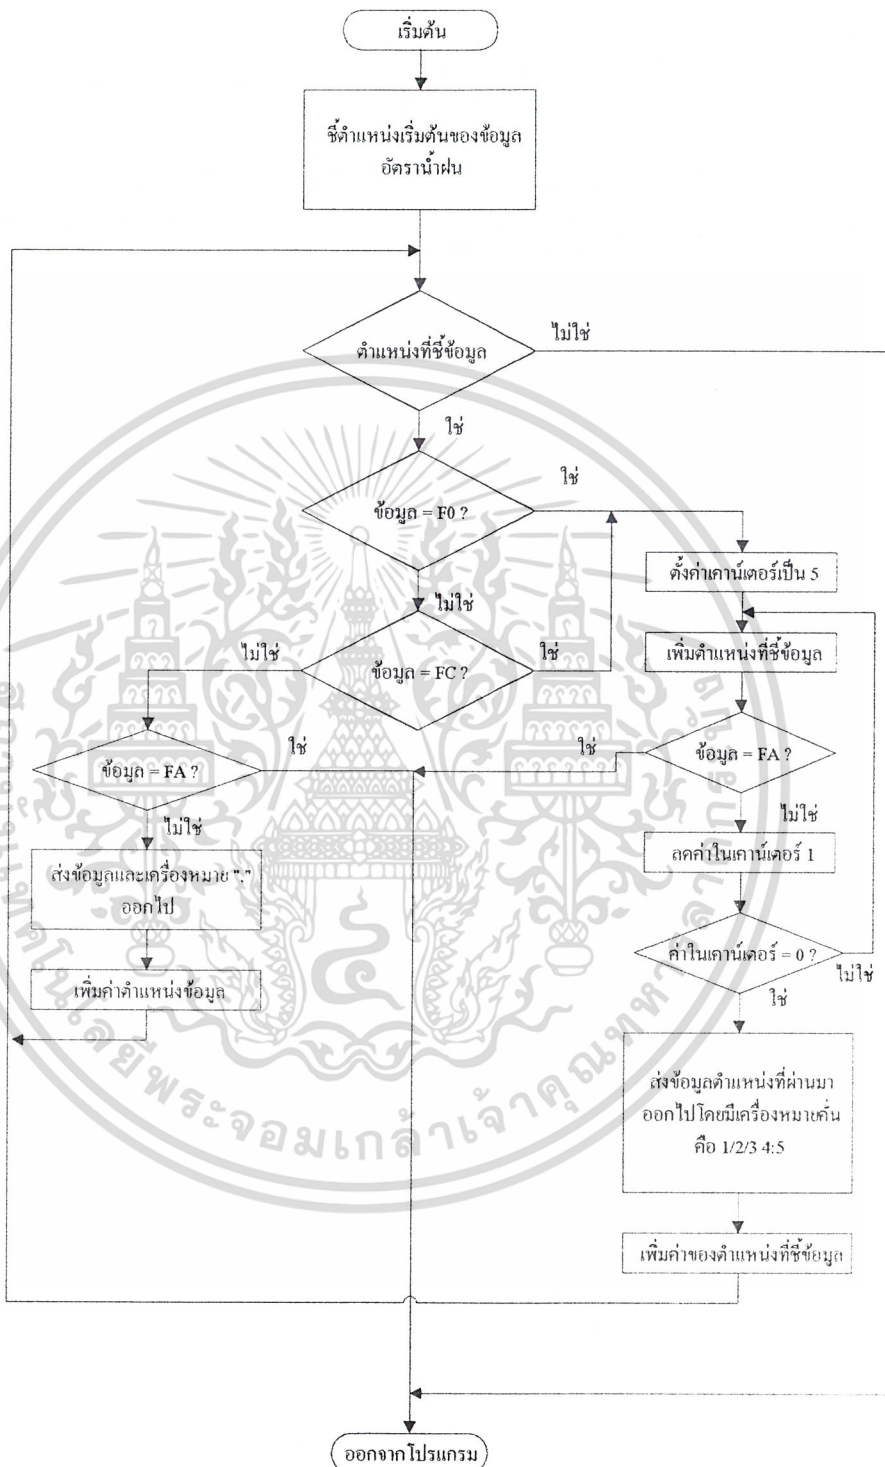 เริ่มต้น
ชี้ตำแหน่งเริ่มต้นของข้อมูล
อัตราน้ำฝน
ตำแหน่งที่ชี้ข้อมูล
ไม่ใช่
ใช่
ข้อมูล = F0 ?
ใช่
ไม่ใช่
ตั้งค่าเคาน์เตอร์เป็น 5
เพิ่มตำแหน่งที่ชี้ข้อมูล
ข้อมูล = FC ?
ไม่ใช่
ใช่
ข้อมูล = FA ?
ใช่
ไม่ใช่
ข้อมูล = FA ?
ใช่
ไม่ใช่
ส่งข้อมูลและเครื่องหมาย "."
ออกไป
เพิ่มค่าตำแหน่งข้อมูล
ลดค่าในเคาน์เตอร์ 1
ค่าในเคาน์เตอร์ = 0 ?
ไม่ใช่
ใช่
ส่งข้อมูลตำแหน่งที่ผ่านมา
ออกไปโดยมีเครื่องหมายคั่น
คือ 1/2/3 4:5
เพิ่มค่าของตำแหน่งที่ชี้ข้อมูล
ออกจากโปรแกรม